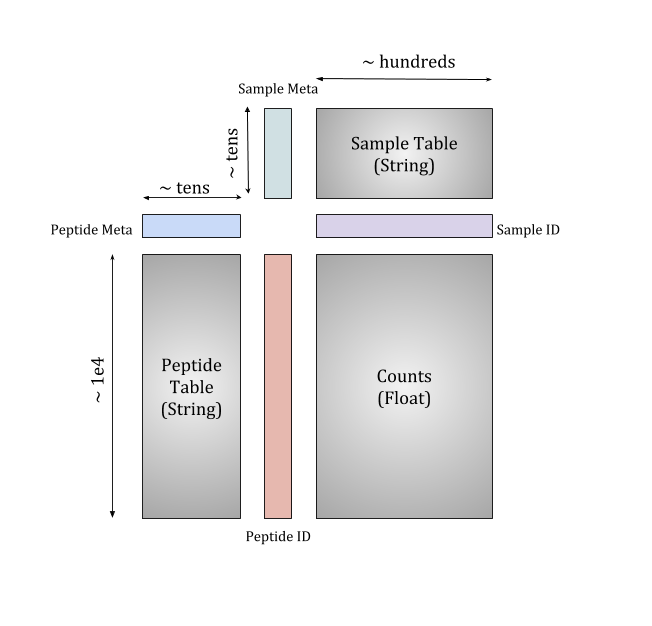 ~ hundreds
Sample Meta
~ tens
Sample Table
(String)
~ tens
Peptide Meta
Sample ID
~ 1e4
Peptide
Table
(String)
Counts
(Float)
Peptide ID